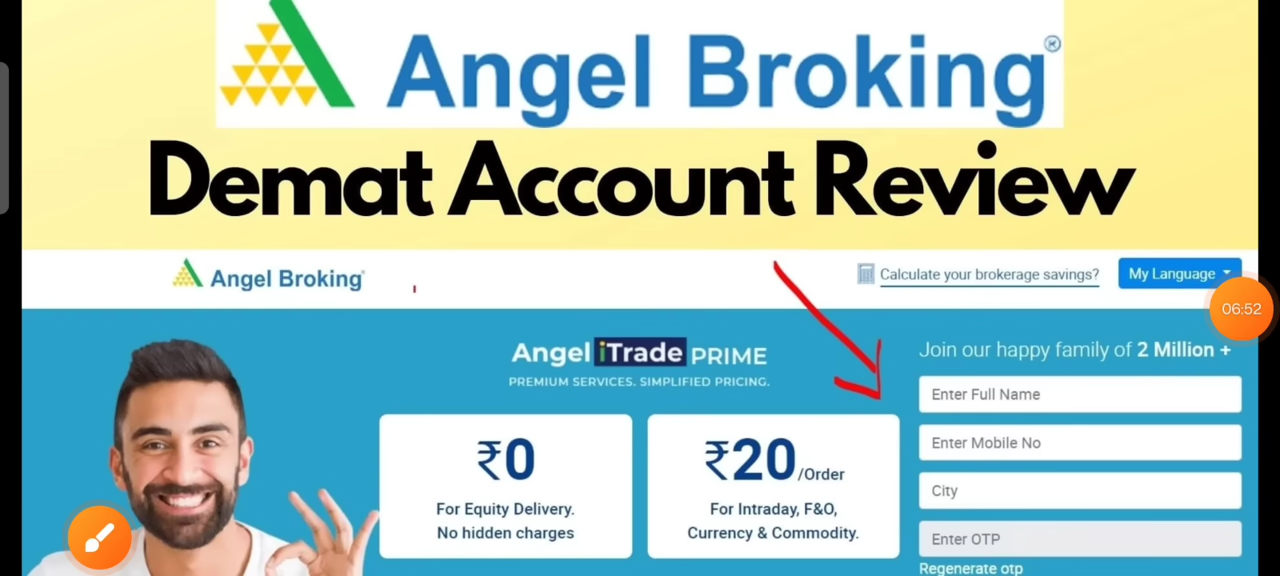 Angel Broking®
Demat Account Review
Angel Broking
Calculate your brokerage savings?
My Language
06:52
Angel iTrade PRIME
PREMIUM SERVICES. SIMPLIFIED PRICING.
Join our happy family of 2 Million +
Enter Full Name
Enter Mobile No
City
Enter OTP
Regenerate otp
₹0
For Equity Delivery.
No hidden charges
₹20/Order
For Intraday, F&O,
Currency & Commodity.